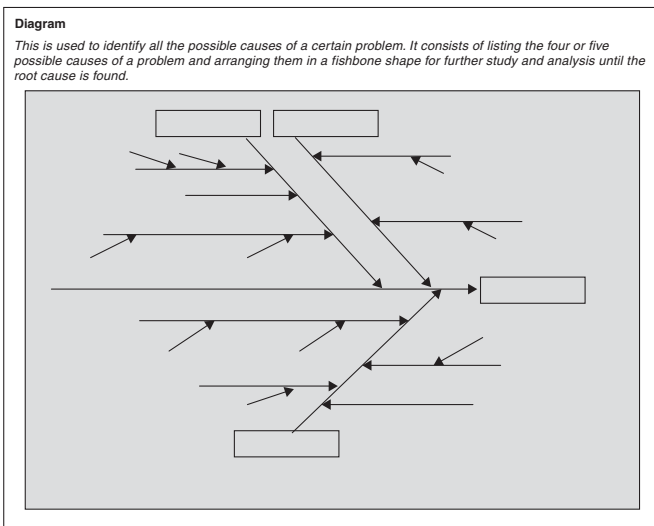 Diagram
This is used to identify all the possible causes of a certain problem. It consists of listing the four or five
possible causes of a problem and arranging them in a fishbone shape for further study and analysis until the
root cause is found.